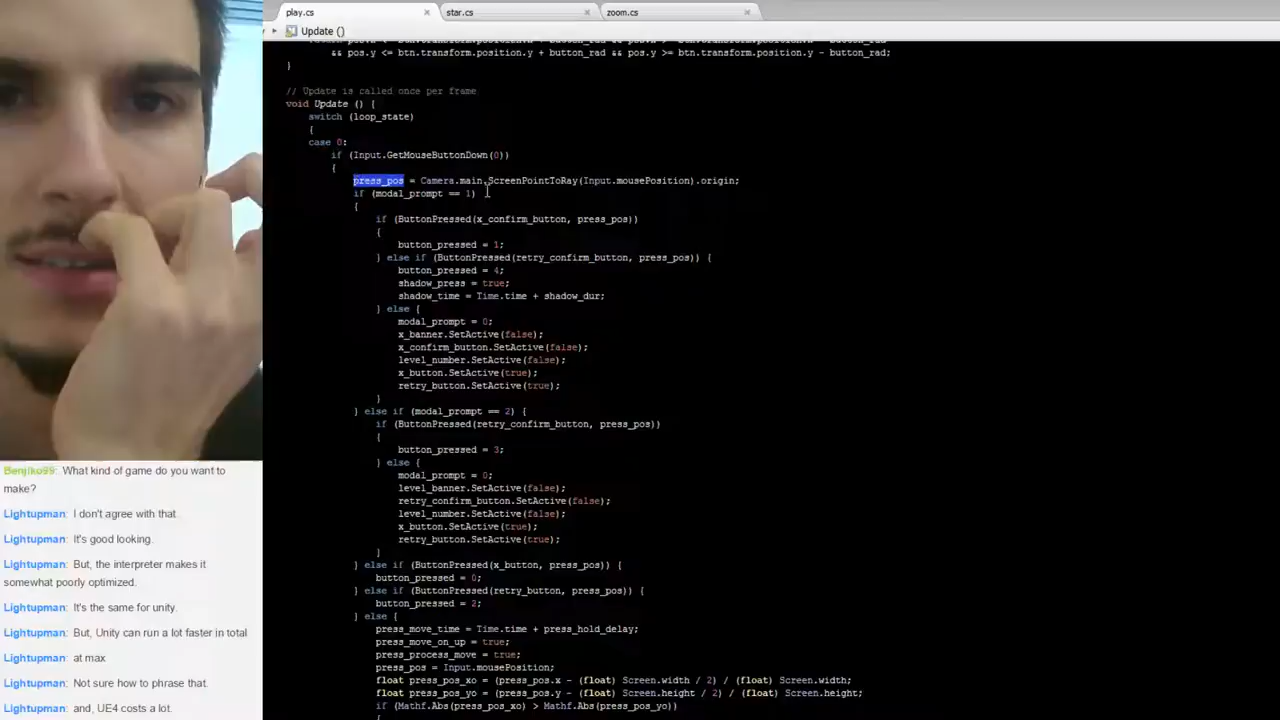 play.cs
star.cs
zoom.cs
Update ()
&& pos.y <= btn.transform.position.y + button_rad && pos.y >= btn.transform.position.y - button_rad;
}
// Update is called once per frame
void Update () {
switch (loop_state)
{
case 0:
if (Input.GetMouseButtonDown(0))
{
press_pos = Camera.main.ScreenPointToRay(Input.mousePosition).origin;
if (modal_prompt == 1)
{
if (ButtonPressed(x_confirm_button, press_pos))
{
button_pressed = 1;
} else if (ButtonPressed(retry_confirm_button, press_pos)) {
button_pressed = 4;
shadow_press = true;
shadow_time = Time.time + shadow_dur;
} else {
modal_prompt = 0;
x_banner.SetActive(false);
x_confirm_button.SetActive(false);
level_number.SetActive(false);
x_button.SetActive(true);
retry_button.SetActive(true);
}
} else if (modal_prompt == 2) {
if (ButtonPressed(retry_confirm_button, press_pos))
{
button_pressed = 3;
} else {
modal_prompt = 0;
level_banner.SetActive(false);
retry_confirm_button.SetActive(false);
level_number.SetActive(false);
x_button.SetActive(true);
retry_button.SetActive(true);
}
} else if (ButtonPressed(x_button, press_pos)) {
button_pressed = 0;
} else if (ButtonPressed(retry_button, press_pos)) {
button_pressed = 2;
} else {
press_move_time = Time.time + press_hold_delay;
press_move_on_up = true;
press_process_move = true;
press_pos = Input.mousePosition;
float press_pos_xo = (press_pos.x - (float) Screen.width / 2) / (float) Screen.width;
float press_pos_yo = (press_pos.y - (float) Screen.height / 2) / (float) Screen.height;
if (Mathf.Abs(press_pos_xo) > Mathf.Abs(press_pos_yo))
Benjiko99: What kind of game do you want to
make?
Lightupman: I don't agree with that.
Lightupman: It's good looking.
Lightupman: But, the interpreter makes it
somewhat poorly optimized.
Lightupman: It's the same for unity.
Lightupman: But, Unity can run a lot faster in total
Lightupman: at max
Lightupman: Not sure how to phrase that.
Lightupman: and, UE4 costs a lot.